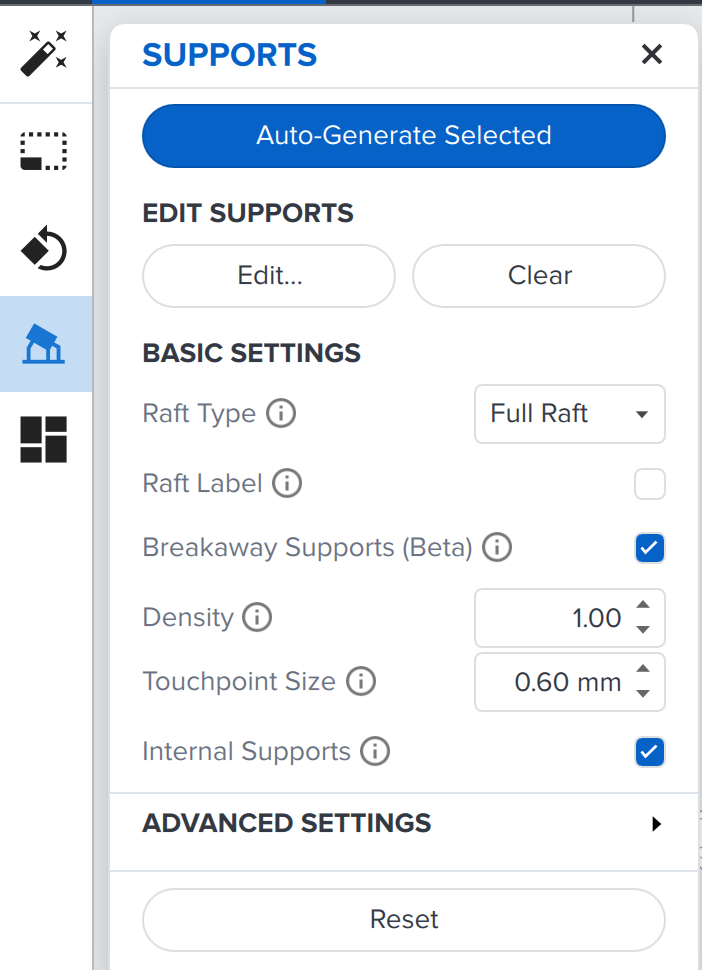 SUPPORTS
Auto-Generate Selected
EDIT SUPPORTS
Edit...
Clear
BASIC SETTINGS
Raft Type
Full Raft
Raft Label
Breakaway Supports (Beta)
Density
1.00
Touchpoint Size
0.60 mm
Internal Supports
ADVANCED SETTINGS
Reset